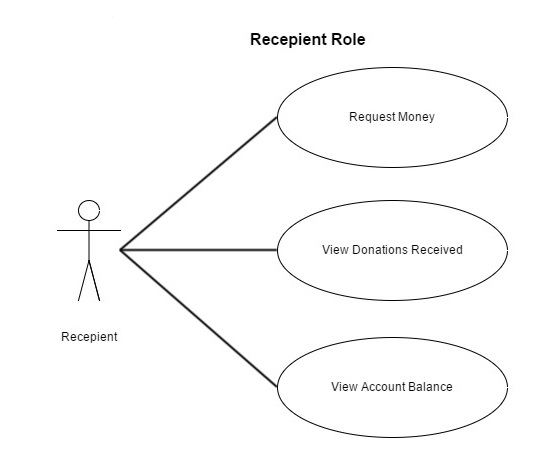 Recepient Role
Request Money
View Donations Received
Recepient
View Account Balance